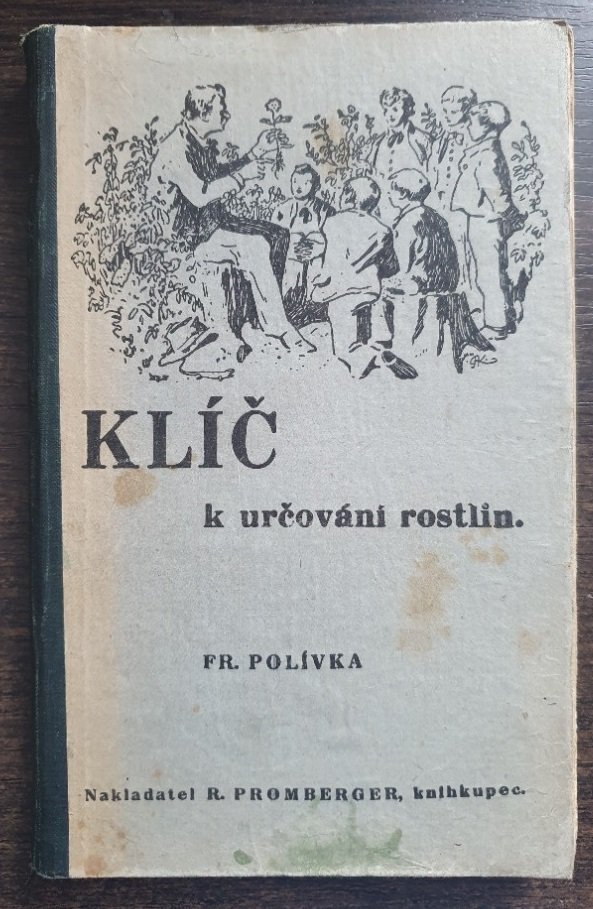 KLÍČ
k určování rostlin.
FR. POLÍVKA
Nakladatel R. PROMBERGER, knihkupec.